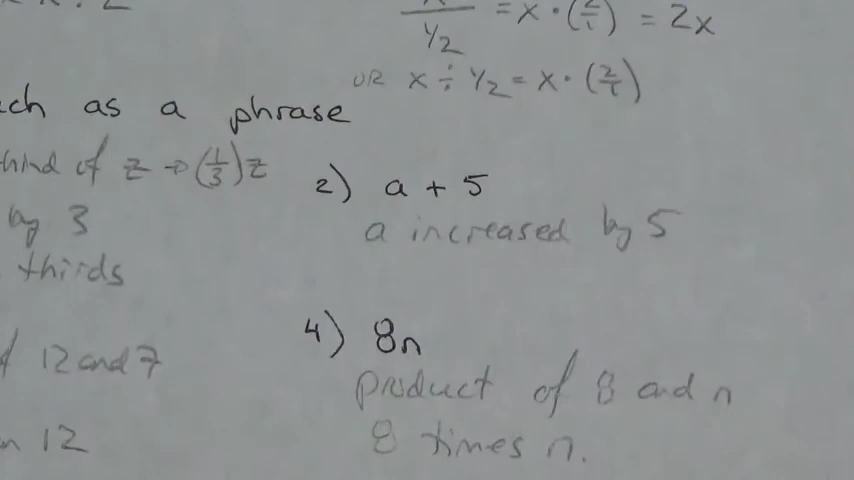 = x · (2/1) = 2x
1/2
OR x ÷ 1/2 = x · (2/1)
as a phrase
of z → (1/3)z
by 3
thirds
2) a + 5
a increased by 5
12 and 7
12
4) 8n
product of 8 and n
8 times n.